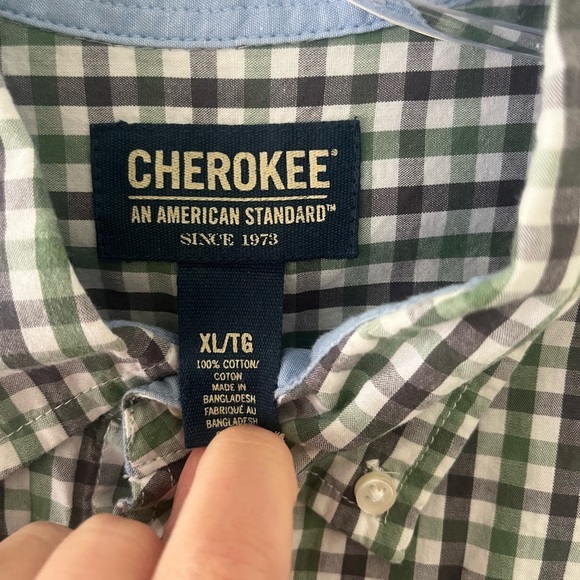 CHEROKEE®
AN AMERICAN STANDARD™
SINCE 1973
XL/TG
100% COTTON/
COTON
MADE IN
BANGLADESH
FABRIQUÉ AU
BANGLADESH